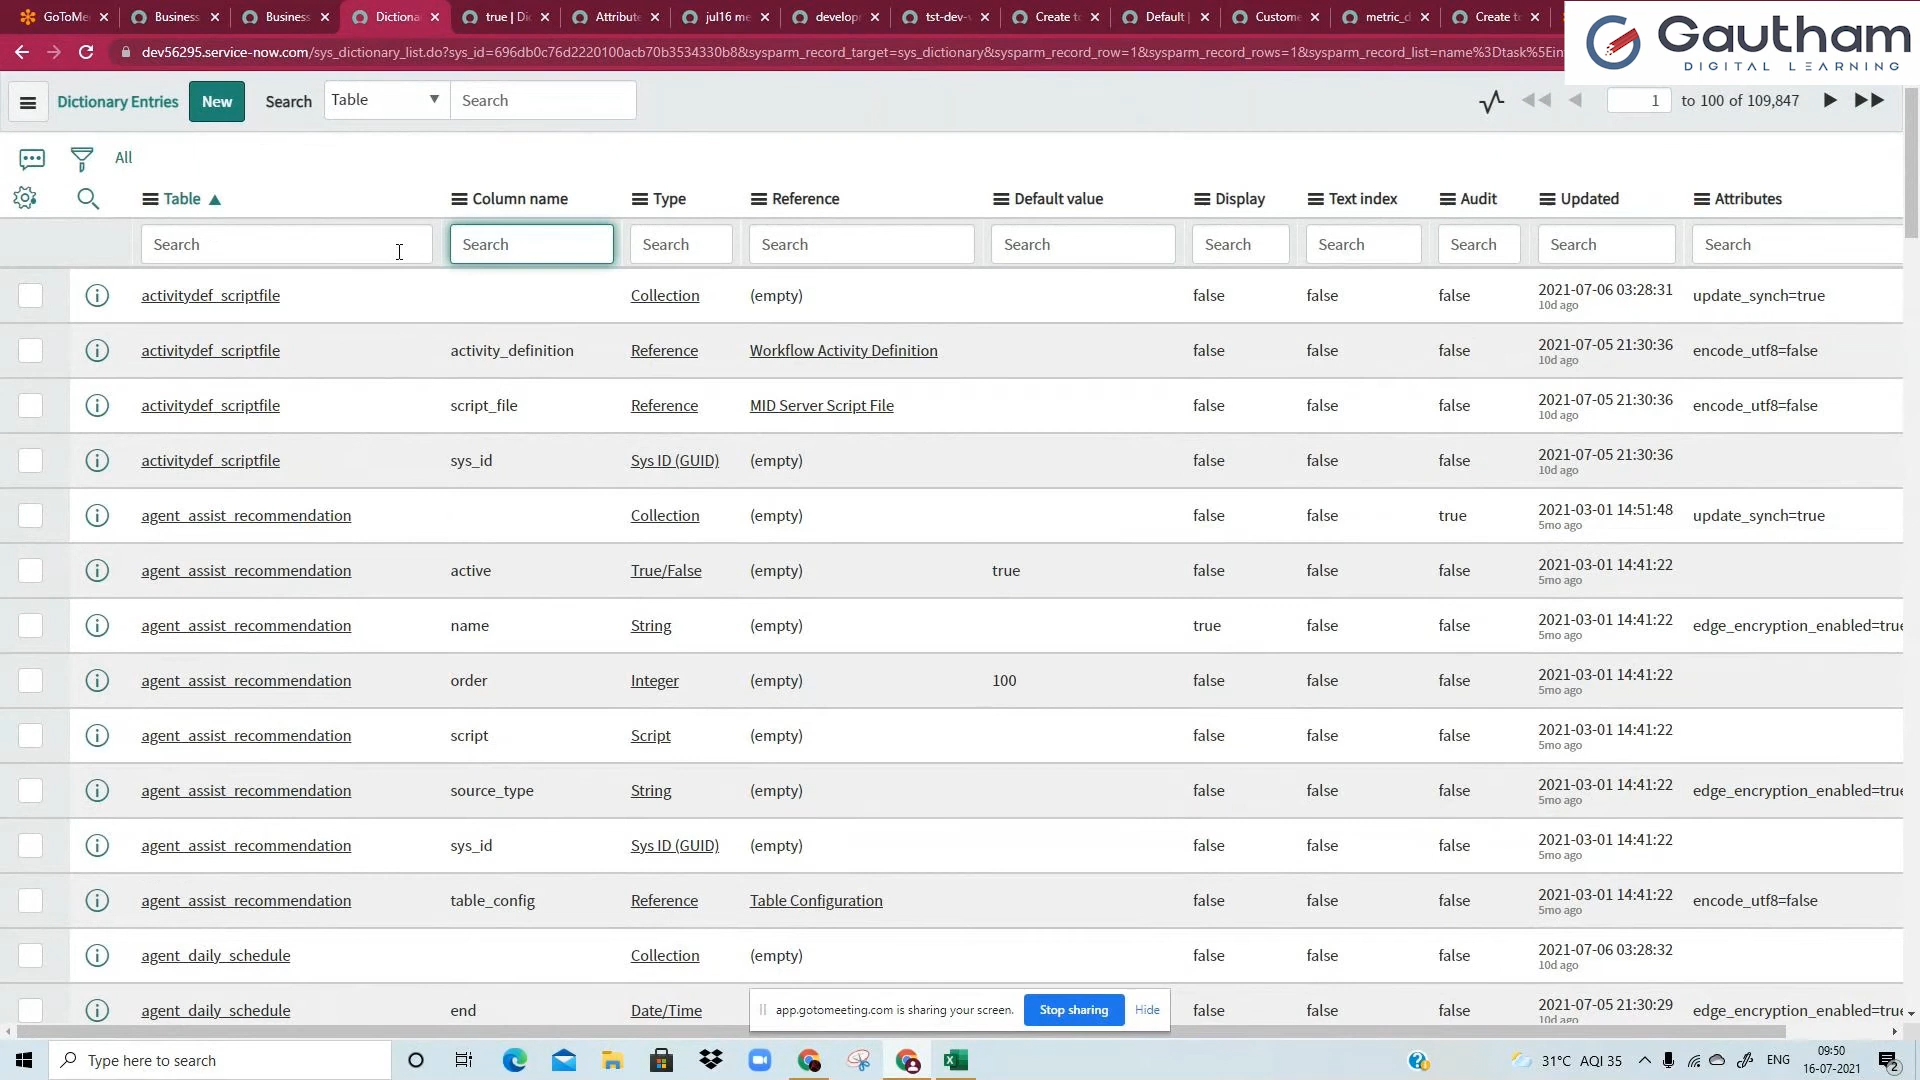 GoToMe
Business
Business
Dictiona
true | Di
Attribute
jul16 me
develop
tst-dev-
Create to
Default |
Custome
metric_d
Create to
Gautham
DIGITAL LEARNING
dev56295.service-now.com/sys_dictionary_list.do?sys_id=696db0c76d2220100acb70b3534330b8&sysparm_record_target=sys_dictionary&sysparm_record_row=1&sysparm_record_rows=1&sysparm_record_list=name%3Dtask%5Ein
Dictionary Entries New Search Table Search 1 to 100 of 109,847
All
Table Column name Type Reference Default value Display Text index Audit Updated Attributes
Search Search Search Search Search Search Search Search Search Search
activitydef_scriptfile Collection (empty) false false false 2021-07-06 03:28:31 update_synch=true
10d ago
activitydef_scriptfile activity_definition Reference Workflow Activity Definition false false false 2021-07-05 21:30:36 encode_utf8=false
10d ago
activitydef_scriptfile script_file Reference MID Server Script File false false false 2021-07-05 21:30:36 encode_utf8=false
10d ago
activitydef_scriptfile sys_id Sys ID (GUID) (empty) false false false 2021-07-05 21:30:36
10d ago
agent_assist_recommendation Collection (empty) false false true 2021-03-01 14:51:48 update_synch=true
5mo ago
agent_assist_recommendation active True/False (empty) true false false false 2021-03-01 14:41:22
5mo ago
agent_assist_recommendation name String (empty) true false false 2021-03-01 14:41:22 edge_encryption_enabled=true
5mo ago
agent_assist_recommendation order Integer (empty) 100 false false false 2021-03-01 14:41:22
5mo ago
agent_assist_recommendation script Script (empty) false false false 2021-03-01 14:41:22
5mo ago
agent_assist_recommendation source_type String (empty) false false false 2021-03-01 14:41:22 edge_encryption_enabled=true
5mo ago
agent_assist_recommendation sys_id Sys ID (GUID) (empty) false false false 2021-03-01 14:41:22
5mo ago
agent_assist_recommendation table_config Reference Table Configuration false false false 2021-03-01 14:41:22 encode_utf8=false
5mo ago
agent_daily_schedule Collection (empty) false false false 2021-07-06 03:28:32
10d ago
agent_daily_schedule end Date/Time false false false 2021-07-05 21:30:29 edge_encryption_enabled=true
10d ago
app.gotomeeting.com is sharing your screen. Stop sharing Hide
Type here to search
31°C AQI 35 ENG 09:50
16-07-2021
2